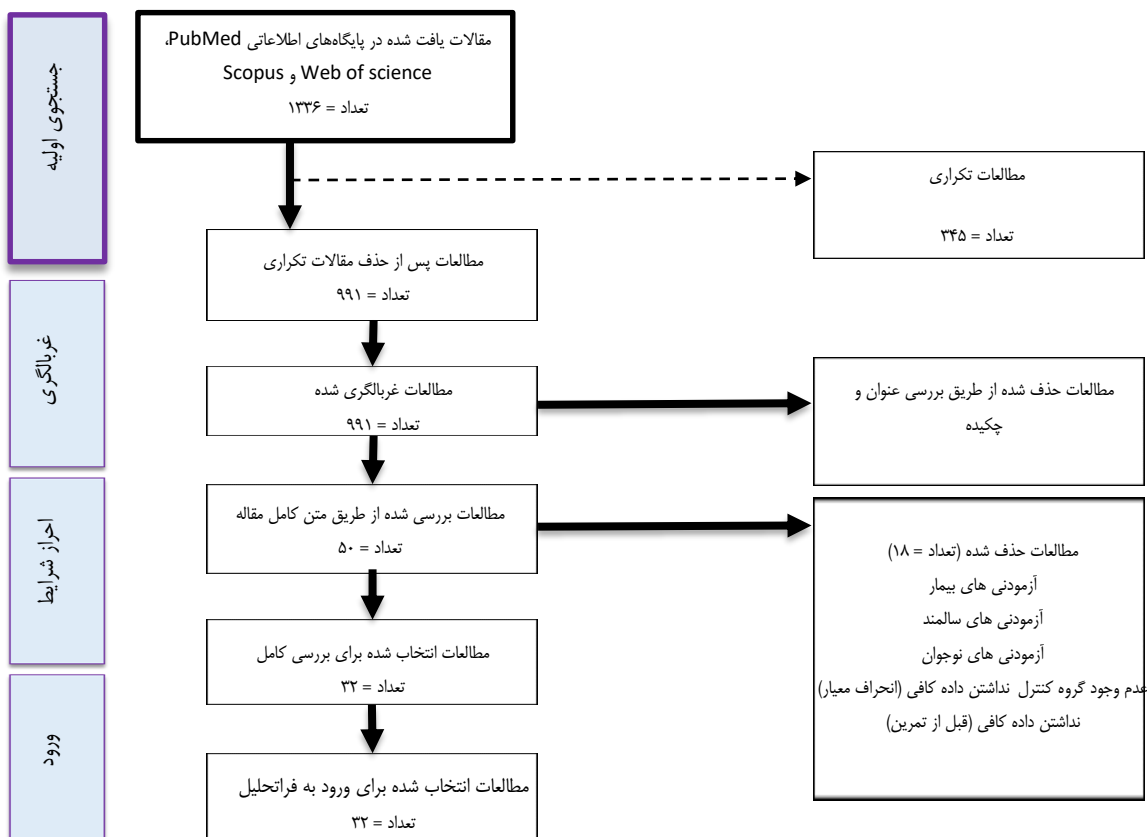 جستجوی اولیه
مقالات یافت شده در پایگاه‌های اطلاعاتی PubMed،
Scopus و Web of science
تعداد = ۱۳۳۶
مطالعات تکراری
تعداد = ۳۴۵
مطالعات پس از حذف مقالات تکراری
تعداد = ۹۹۱
غربالگری
مطالعات غربالگری شده
تعداد = ۹۹۱
مطالعات حذف شده از طریق بررسی عنوان و
چکیده
احراز شرایط
مطالعات بررسی شده از طریق متن کامل مقاله
تعداد = ۵۰
مطالعات حذف شده (تعداد = ۱۸)
آزمودنی های بیمار
آزمودنی های سالمند
آزمودنی های نوجوان
عدم وجود گروه کنترل نداشتن داده کافی (انحراف معیار)
نداشتن داده کافی (قبل از تمرین)
مطالعات انتخاب شده برای بررسی کامل
تعداد = ۳۲
ورود
مطالعات انتخاب شده برای ورود به فراتحلیل
تعداد = ۳۲